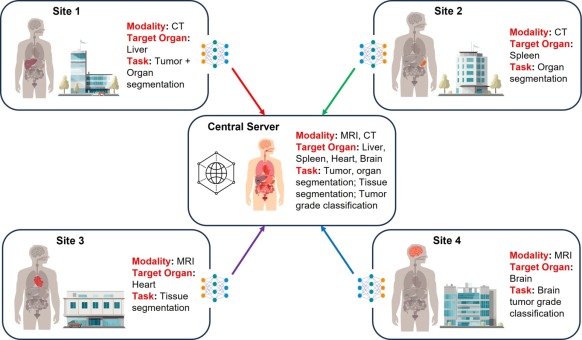 Site 1
Modality: CT
Target Organ:
Liver
Task: Tumor +
Organ
segmentation
Site 2
Modality: CT
Target Organ:
Spleen
Task: Organ
segmentation
Central Server
Modality: MRI, CT
Target Organ: Liver,
Spleen, Heart, Brain
Task: Tumor, organ
segmentation; Tissue
segmentation; Tumor
grade classification
Site 3
Modality: MRI
Target Organ:
Heart
Task: Tissue
segmentation
Site 4
Modality: MRI
Target Organ:
Brain
Task: Brain
tumor grade
classification